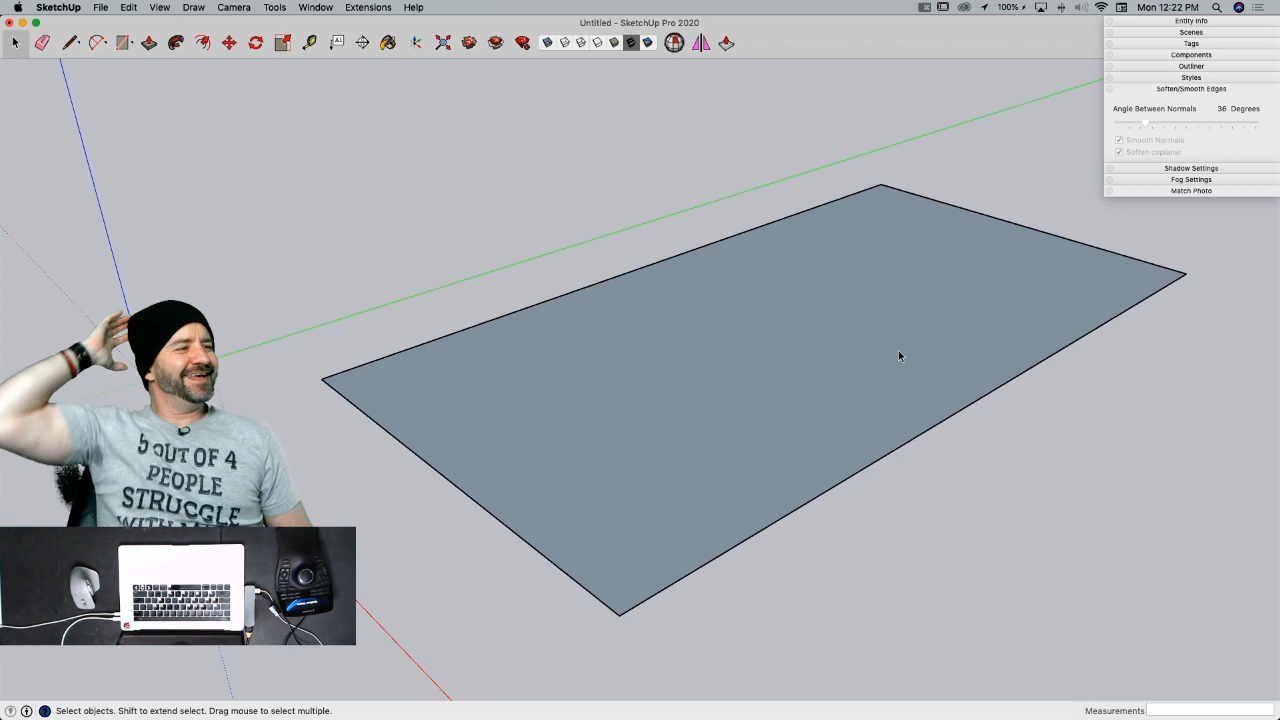 SketchUp File Edit View Camera Draw Tools Window Extensions Help 100% Mon 12:22 PM
Untitled - SketchUp Pro 2020
Entity Info
Scenes
Tags
Components
Outliner
Styles
Soften/Smooth Edges
Angle Between Normals 36 Degrees
Smooth Normals
Soften coplanar
Shadow Settings
Fog Settings
Match Photo
5 OUT OF 4
PEOPLE
STRUGGLE
Select objects. Shift to extend select. Drag mouse to select multiple.
Measurements